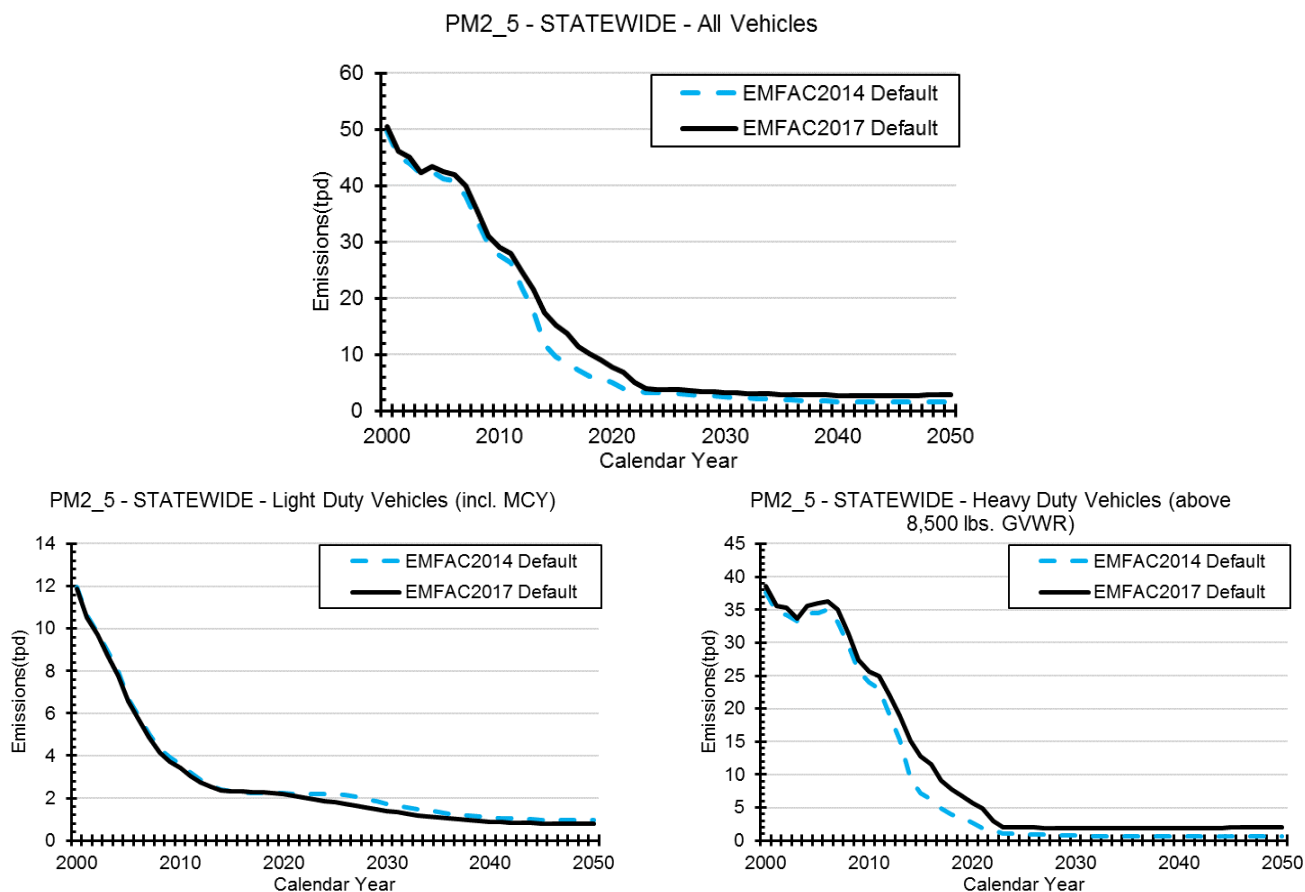 PM2_5 - STATEWIDE - All Vehicles
EMFAC2014 Default
EMFAC2017 Default
Emissions(tpd)
60
50
40
30
20
10
0
2000 2010 2020 2030 2040 2050
Calendar Year
PM2_5 - STATEWIDE - Light Duty Vehicles (incl. MCY)
EMFAC2014 Default
EMFAC2017 Default
Emissions(tpd)
14
12
10
8
6
4
2
0
2000 2010 2020 2030 2040 2050
Calendar Year
PM2_5 - STATEWIDE - Heavy Duty Vehicles (above
8,500 lbs. GVWR)
EMFAC2014 Default
EMFAC2017 Default
Emissions(tpd)
45
40
35
30
25
20
15
10
5
0
2000 2010 2020 2030 2040 2050
Calendar Year